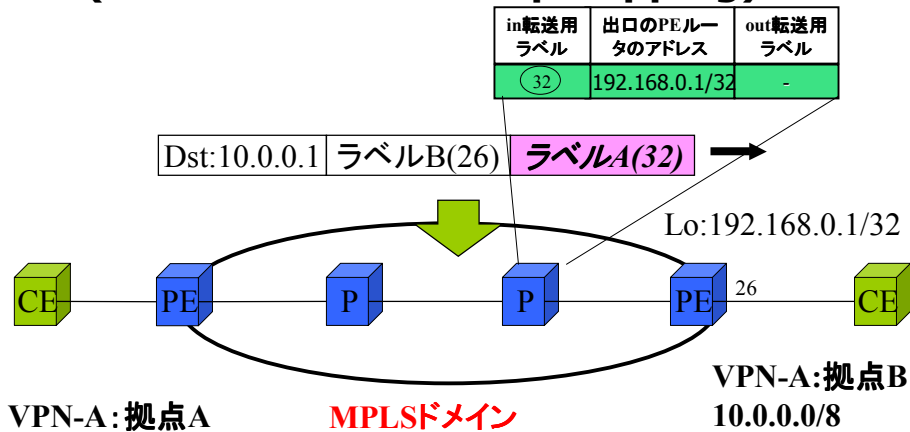 in転送用
ラベル
出口のPEルー
タのアドレス
out転送用
ラベル
32
192.168.0.1/32
-
Dst:10.0.0.1
ラベルB(26)
ラベルA(32)
Lo:192.168.0.1/32
CE
PE
P
P
PE
26
CE
VPN-A:拠点A
MPLSドメイン
VPN-A:拠点B
10.0.0.0/8